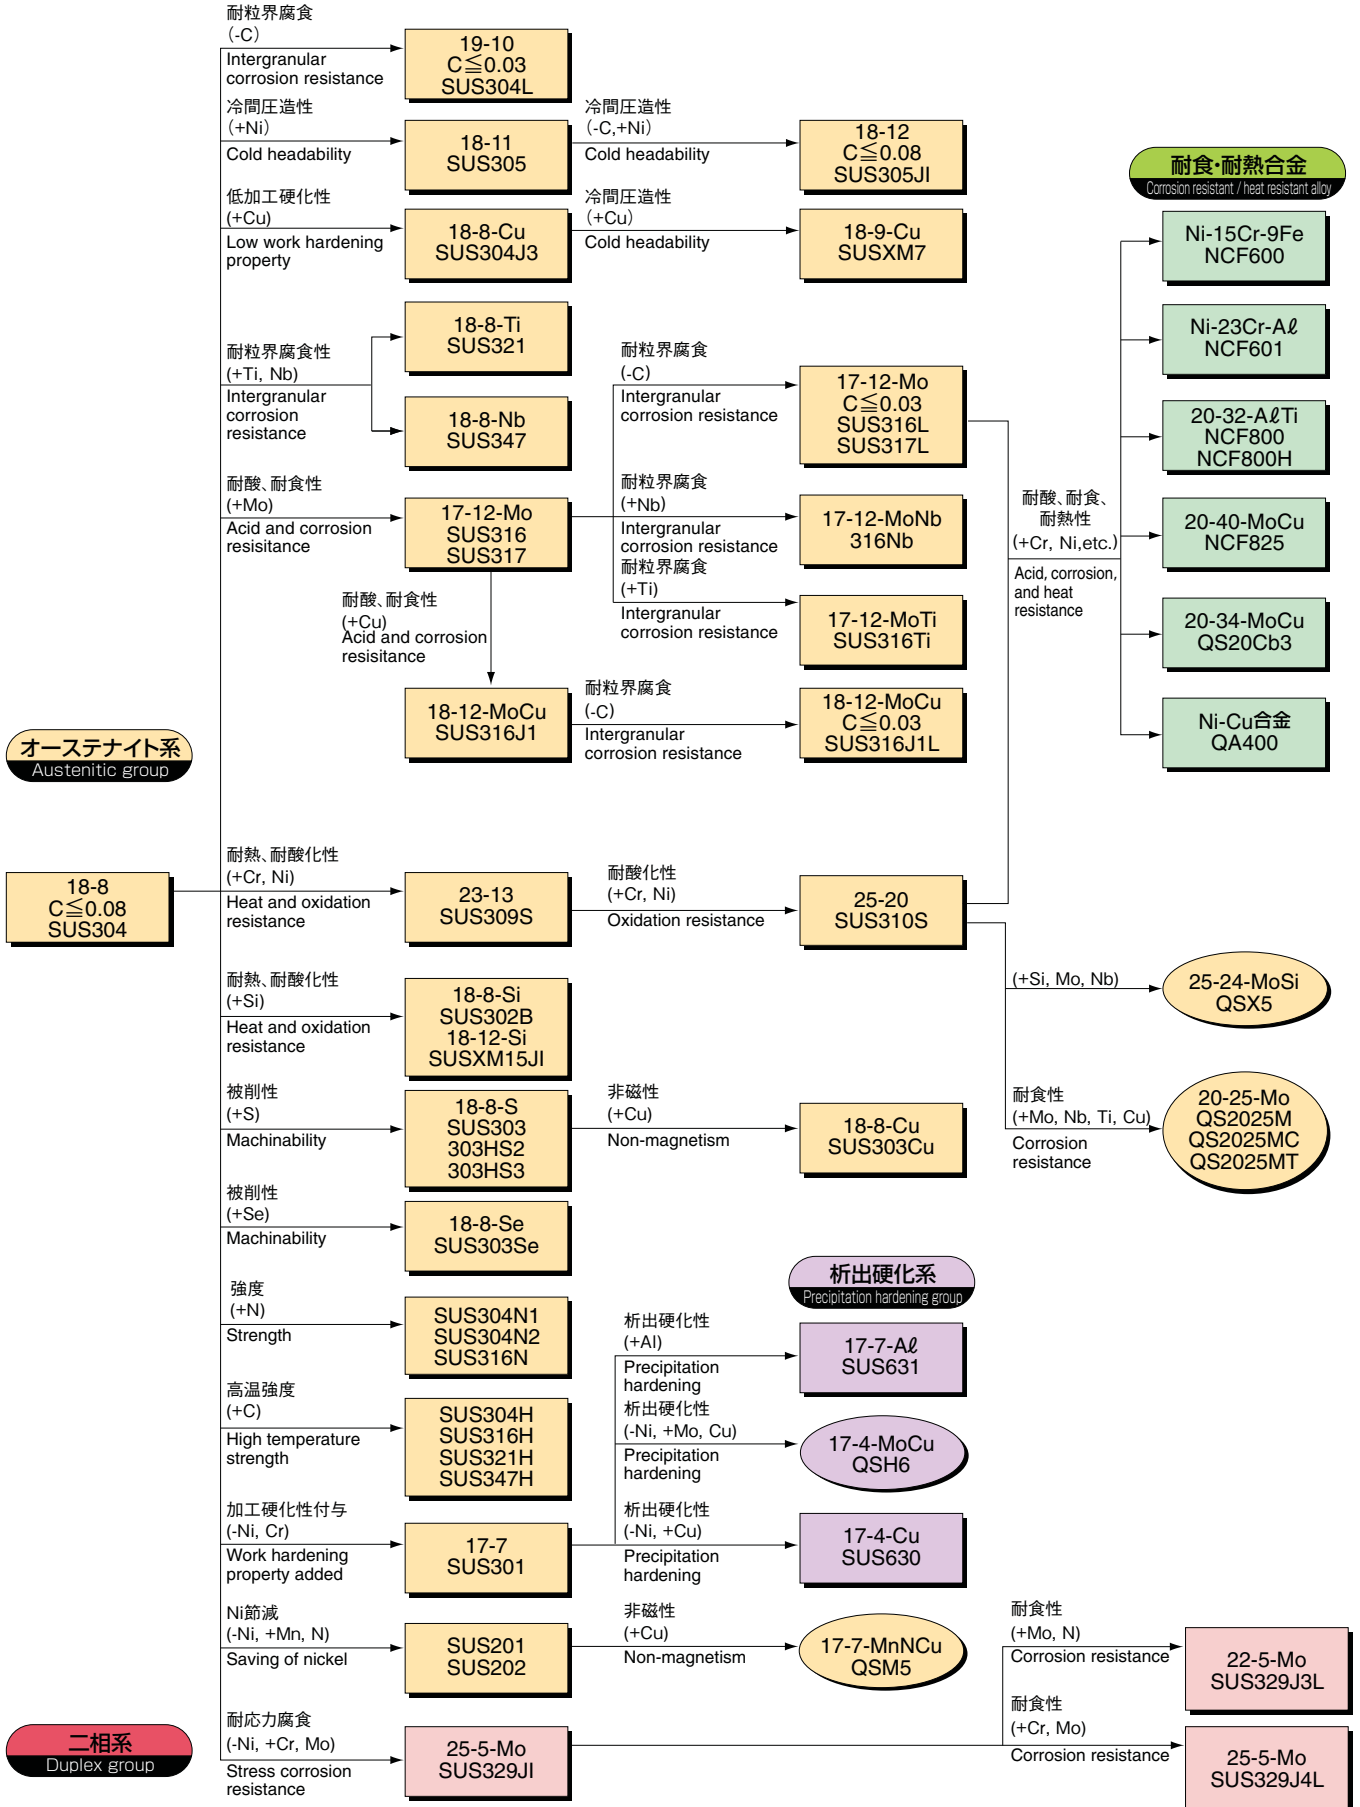 耐粒界腐食
(-C)
Intergranular
corrosion resistance
19-10
C≦0.03
SUS304L
冷間圧造性
(+Ni)
Cold headability
18-11
SUS305
冷間圧造性
(-C,+Ni)
Cold headability
18-12
C≦0.08
SUS305JI
耐食・耐熱合金
Corrosion resistant / heat resistant alloy
低加工硬化性
(+Cu)
Low work hardening
property
18-8-Cu
SUS304J3
冷間圧造性
(+Cu)
Cold headability
18-9-Cu
SUSXM7
Ni-15Cr-9Fe
NCF600
耐粒界腐食性
(+Ti, Nb)
Intergranular
corrosion
resistance
18-8-Ti
SUS321
18-8-Nb
SUS347
耐粒界腐食
(-C)
Intergranular
corrosion resistance
17-12-Mo
C≦0.03
SUS316L
SUS317L
Ni-23Cr-Aℓ
NCF601
20-32-AℓTi
NCF800
NCF800H
耐酸、耐食性
(+Mo)
Acid and corrosion
resisitance
17-12-Mo
SUS316
SUS317
耐粒界腐食
(+Nb)
Intergranular
corrosion resistance
17-12-MoNb
316Nb
耐粒界腐食
(+Ti)
Intergranular
corrosion resistance
17-12-MoTi
SUS316Ti
耐酸、耐食、
耐熱性
(+Cr, Ni,etc.)
Acid, corrosion,
and heat
resistance
20-40-MoCu
NCF825
20-34-MoCu
QS20Cb3
耐酸、耐食性
(+Cu)
Acid and corrosion
resisitance
18-12-MoCu
SUS316J1
耐粒界腐食
(-C)
Intergranular
corrosion resistance
18-12-MoCu
C≦0.03
SUS316J1L
Ni-Cu合金
QA400
オーステナイト系
Austenitic group
18-8
C≦0.08
SUS304
耐熱、耐酸化性
(+Cr, Ni)
Heat and oxidation
resistance
23-13
SUS309S
耐酸化性
(+Cr, Ni)
Oxidation resistance
25-20
SUS310S
耐熱、耐酸化性
(+Si)
Heat and oxidation
resistance
18-8-Si
SUS302B
18-12-Si
SUSXM15JI
(+Si, Mo, Nb)
25-24-MoSi
QSX5
被削性
(+S)
Machinability
18-8-S
SUS303
303HS2
303HS3
非磁性
(+Cu)
Non-magnetism
18-8-Cu
SUS303Cu
耐食性
(+Mo, Nb, Ti, Cu)
Corrosion
resistance
20-25-Mo
QS2025M
QS2025MC
QS2025MT
被削性
(+Se)
Machinability
18-8-Se
SUS303Se
析出硬化系
Precipitation hardening group
強度
(+N)
Strength
SUS304N1
SUS304N2
SUS316N
析出硬化性
(+Al)
Precipitation
hardening
17-7-Aℓ
SUS631
高温強度
(+C)
High temperature
strength
SUS304H
SUS316H
SUS321H
SUS347H
析出硬化性
(-Ni, +Mo, Cu)
Precipitation
hardening
17-4-MoCu
QSH6
加工硬化性付与
(-Ni, Cr)
Work hardening
property added
17-7
SUS301
析出硬化性
(-Ni, +Cu)
Precipitation
hardening
17-4-Cu
SUS630
Ni節減
(-Ni, +Mn, N)
Saving of nickel
SUS201
SUS202
非磁性
(+Cu)
Non-magnetism
17-7-MnNCu
QSM5
耐食性
(+Mo, N)
Corrosion resistance
22-5-Mo
SUS329J3L
二相系
Duplex group
耐応力腐食
(-Ni, +Cr, Mo)
Stress corrosion
resistance
25-5-Mo
SUS329JI
耐食性
(+Cr, Mo)
Corrosion resistance
25-5-Mo
SUS329J4L